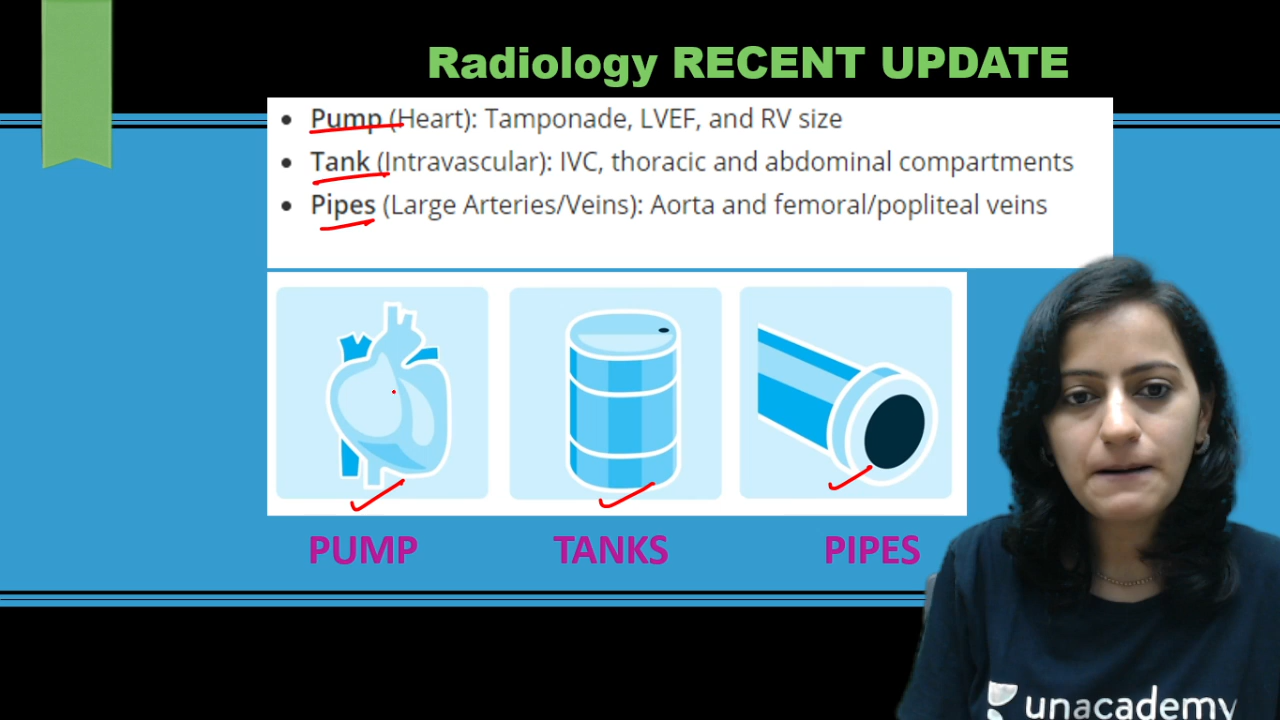 Radiology RECENT UPDATE
• Pump (Heart): Tamponade, LVEF, and RV size
• Tank (Intravascular): IVC, thoracic and abdominal compartments
• Pipes (Large Arteries/Veins): Aorta and femoral/popliteal veins
PUMP TANKS PIPES
unacademy